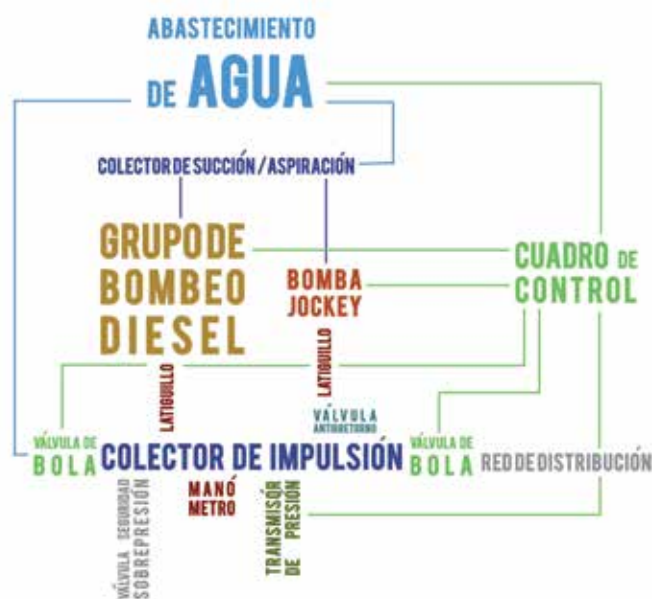 ABASTECIMIENTO
DE AGUA
COLECTOR DE SUCCIÓN / ASPIRACIÓN
GRUPO DE
BOMBEO
DIESEL
BOMBA
JOCKEY
CUADRO DE
CONTROL
LATIGUILLO
LATIGUILLO
VÁLVULA
ANTIRRETORNO
VÁLVULA DE
BOLA
COLECTOR DE IMPULSIÓN
VÁLVULA DE
BOLA
RED DE DISTRIBUCIÓN
VÁLVULA SEGURIDAD
SOBREPRESIÓN
MANÓ
METRO
TRANSMISÓR
DE PRESIÓN